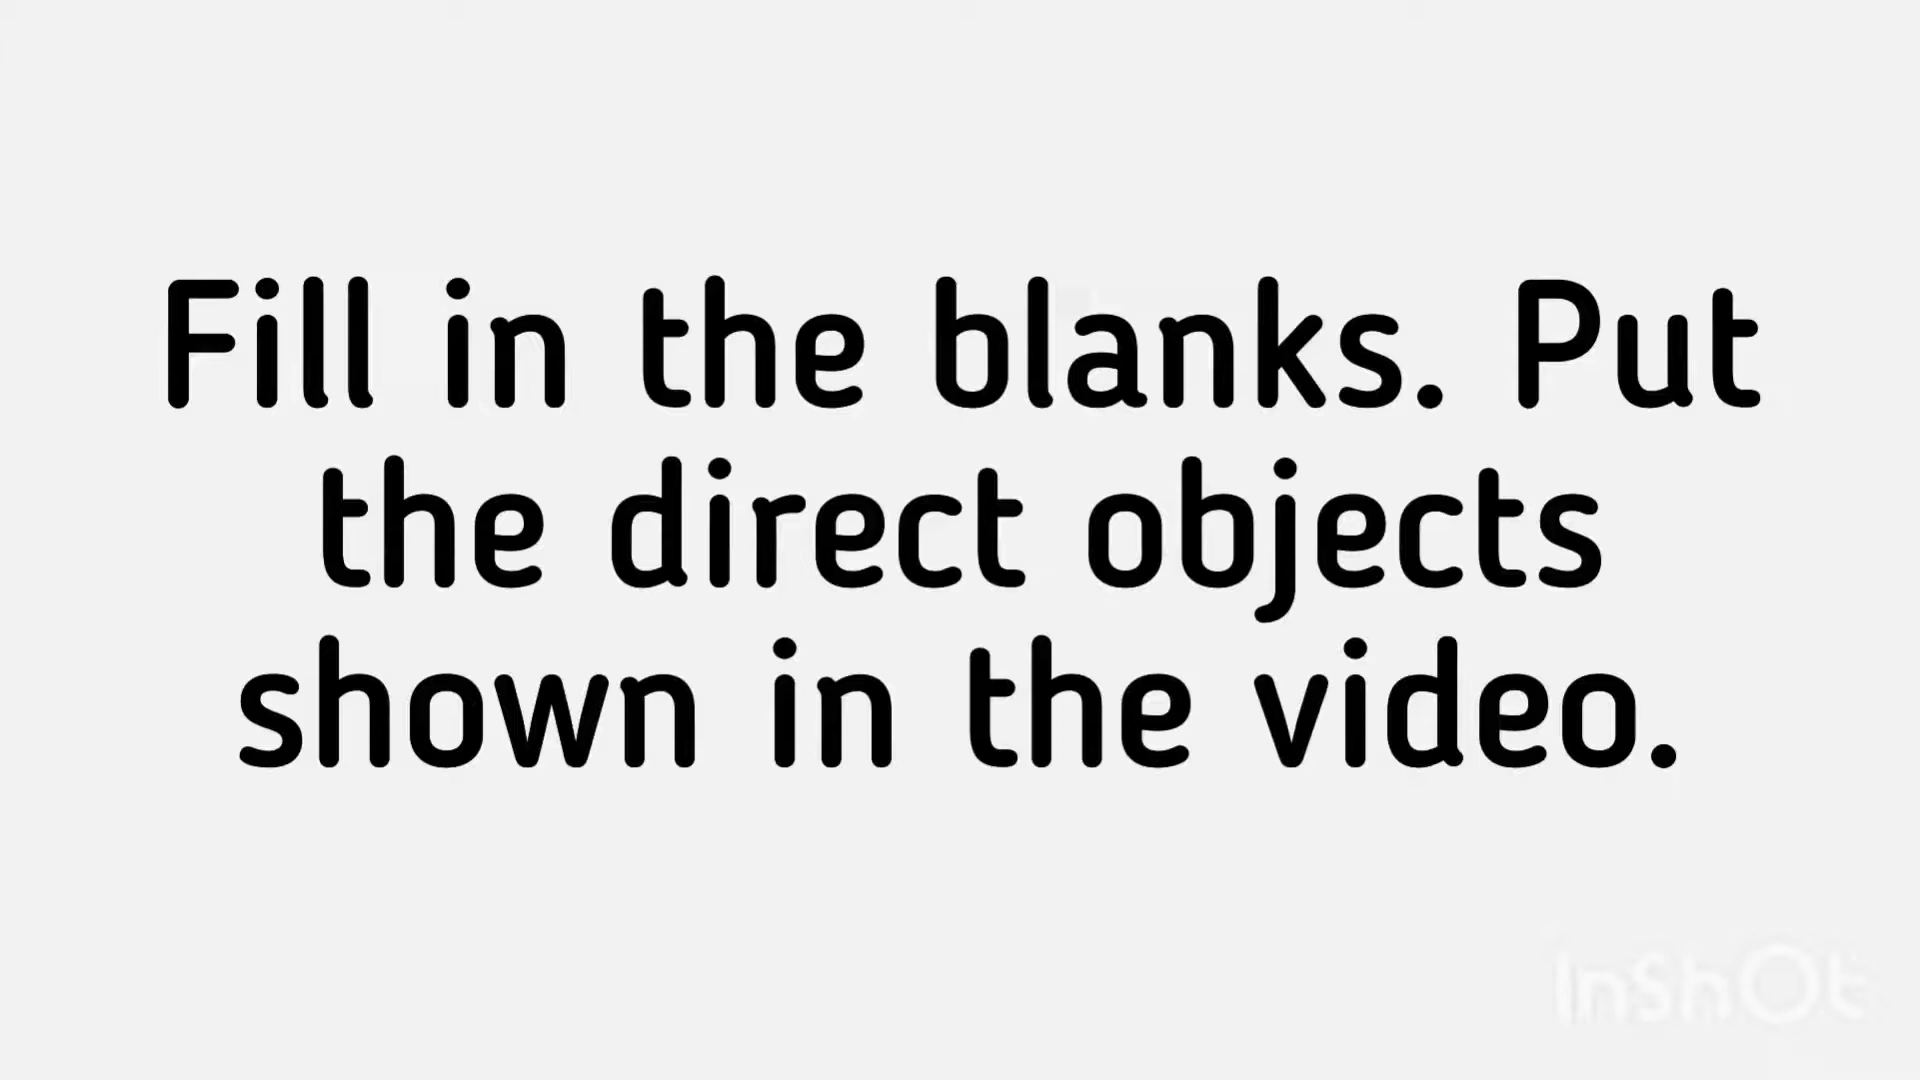 Fill in the blanks. Put
the direct objects
shown in the video.
InShOt